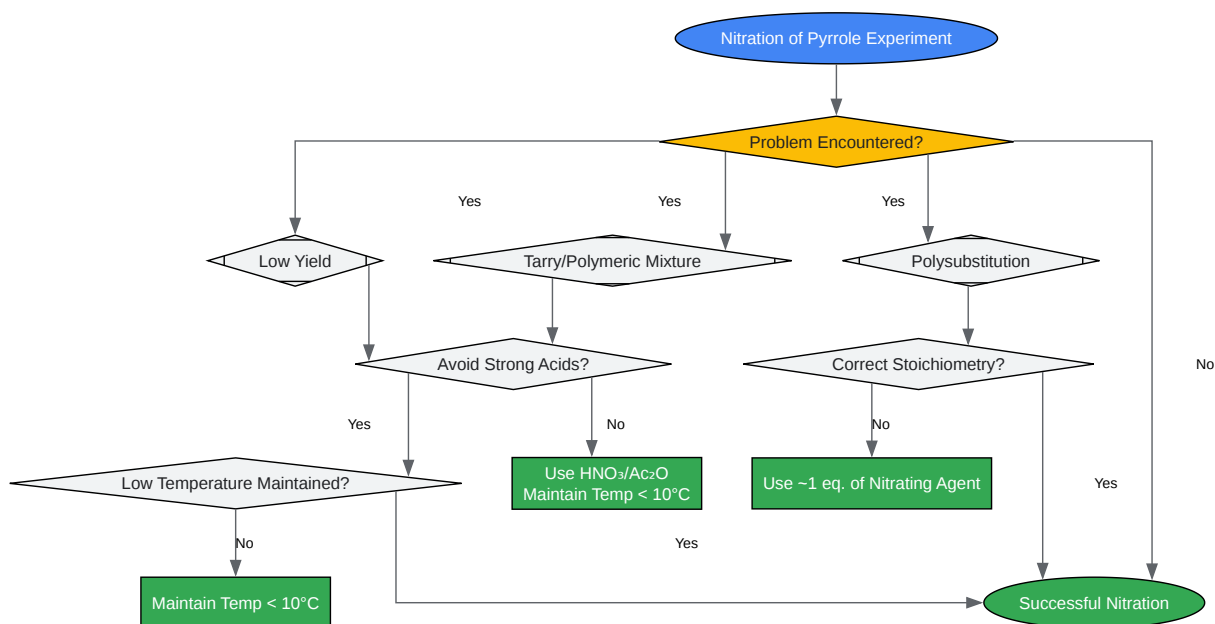 Nitration of Pyrrole Experiment
Problem Encountered?
Yes
Yes
Yes
Low Yield
Tarry/Polymeric Mixture
Polysubstitution
Avoid Strong Acids?
Correct Stoichiometry?
No
Yes
No
No
Low Temperature Maintained?
Use HNO₃/Ac₂O
Maintain Temp < 10°C
Use ~1 eq. of Nitrating Agent
Yes
No
Yes
Maintain Temp < 10°C
Successful Nitration